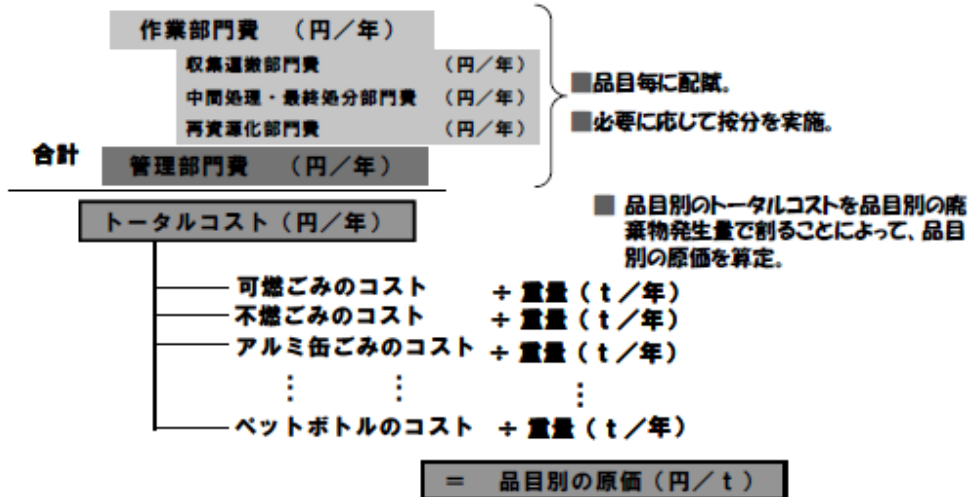 作業部門費 （円／年）
収集運搬部門費 （円／年）
中間処理・最終処分部門費 （円／年）
再資源化部門費 （円／年）
■品目毎に配賦。
■必要に応じて按分を実施。
合計
管理部門費 （円／年）
トータルコスト（円／年）
■ 品目別のトータルコストを品目別の廃
棄物発生量で割ることによって、品目
別の原価を算定。
可燃ごみのコスト ÷ 重量（ｔ／年）
不燃ごみのコスト ÷ 重量（ｔ／年）
アルミ缶ごみのコスト ÷ 重量（ｔ／年）
⋮ ⋮ ⋮
ペットボトルのコスト ÷ 重量（ｔ／年）
＝ 品目別の原価（円／ｔ）